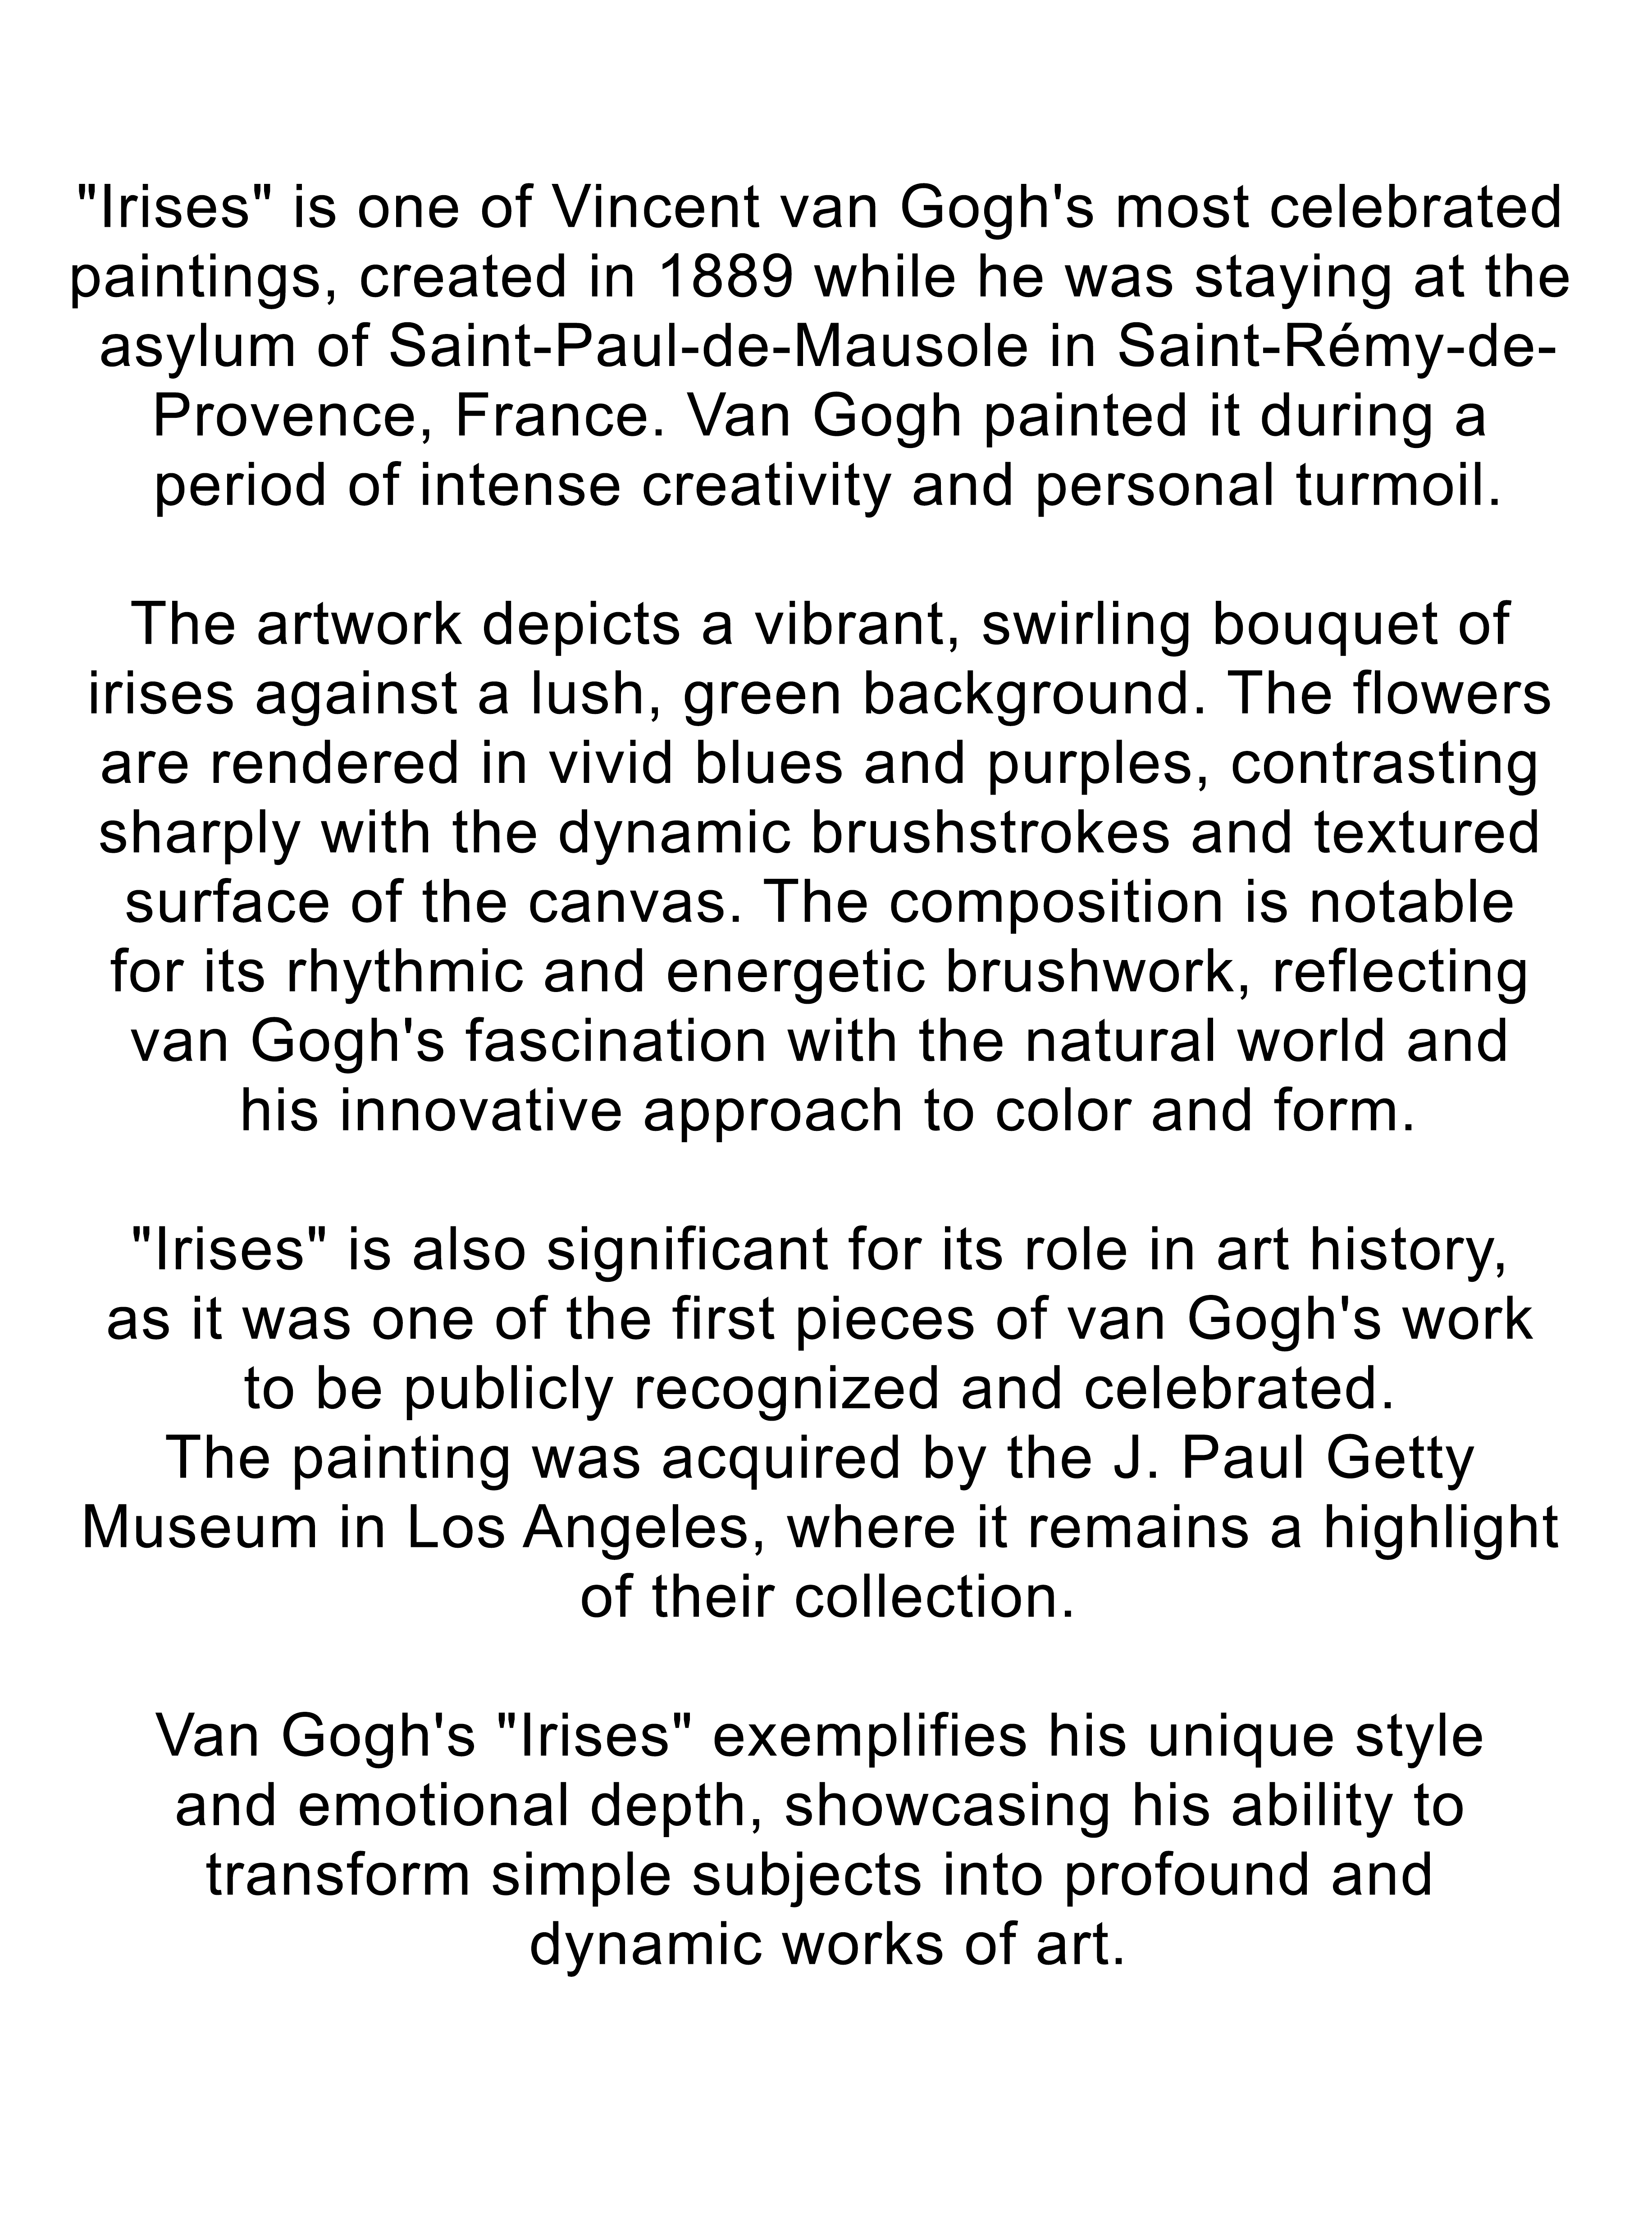 "Irises" is one of Vincent van Gogh's most celebrated
paintings, created in 1889 while he was staying at the
asylum of Saint-Paul-de-Mausole in Saint-Rémy-de-
Provence, France. Van Gogh painted it during a
period of intense creativity and personal turmoil.
The artwork depicts a vibrant, swirling bouquet of
irises against a lush, green background. The flowers
are rendered in vivid blues and purples, contrasting
sharply with the dynamic brushstrokes and textured
surface of the canvas. The composition is notable
for its rhythmic and energetic brushwork, reflecting
van Gogh's fascination with the natural world and
his innovative approach to color and form.
"Irises" is also significant for its role in art history,
as it was one of the first pieces of van Gogh's work
to be publicly recognized and celebrated.
The painting was acquired by the J. Paul Getty
Museum in Los Angeles, where it remains a highlight
of their collection.
Van Gogh's "Irises" exemplifies his unique style
and emotional depth, showcasing his ability to
transform simple subjects into profound and
dynamic works of art.